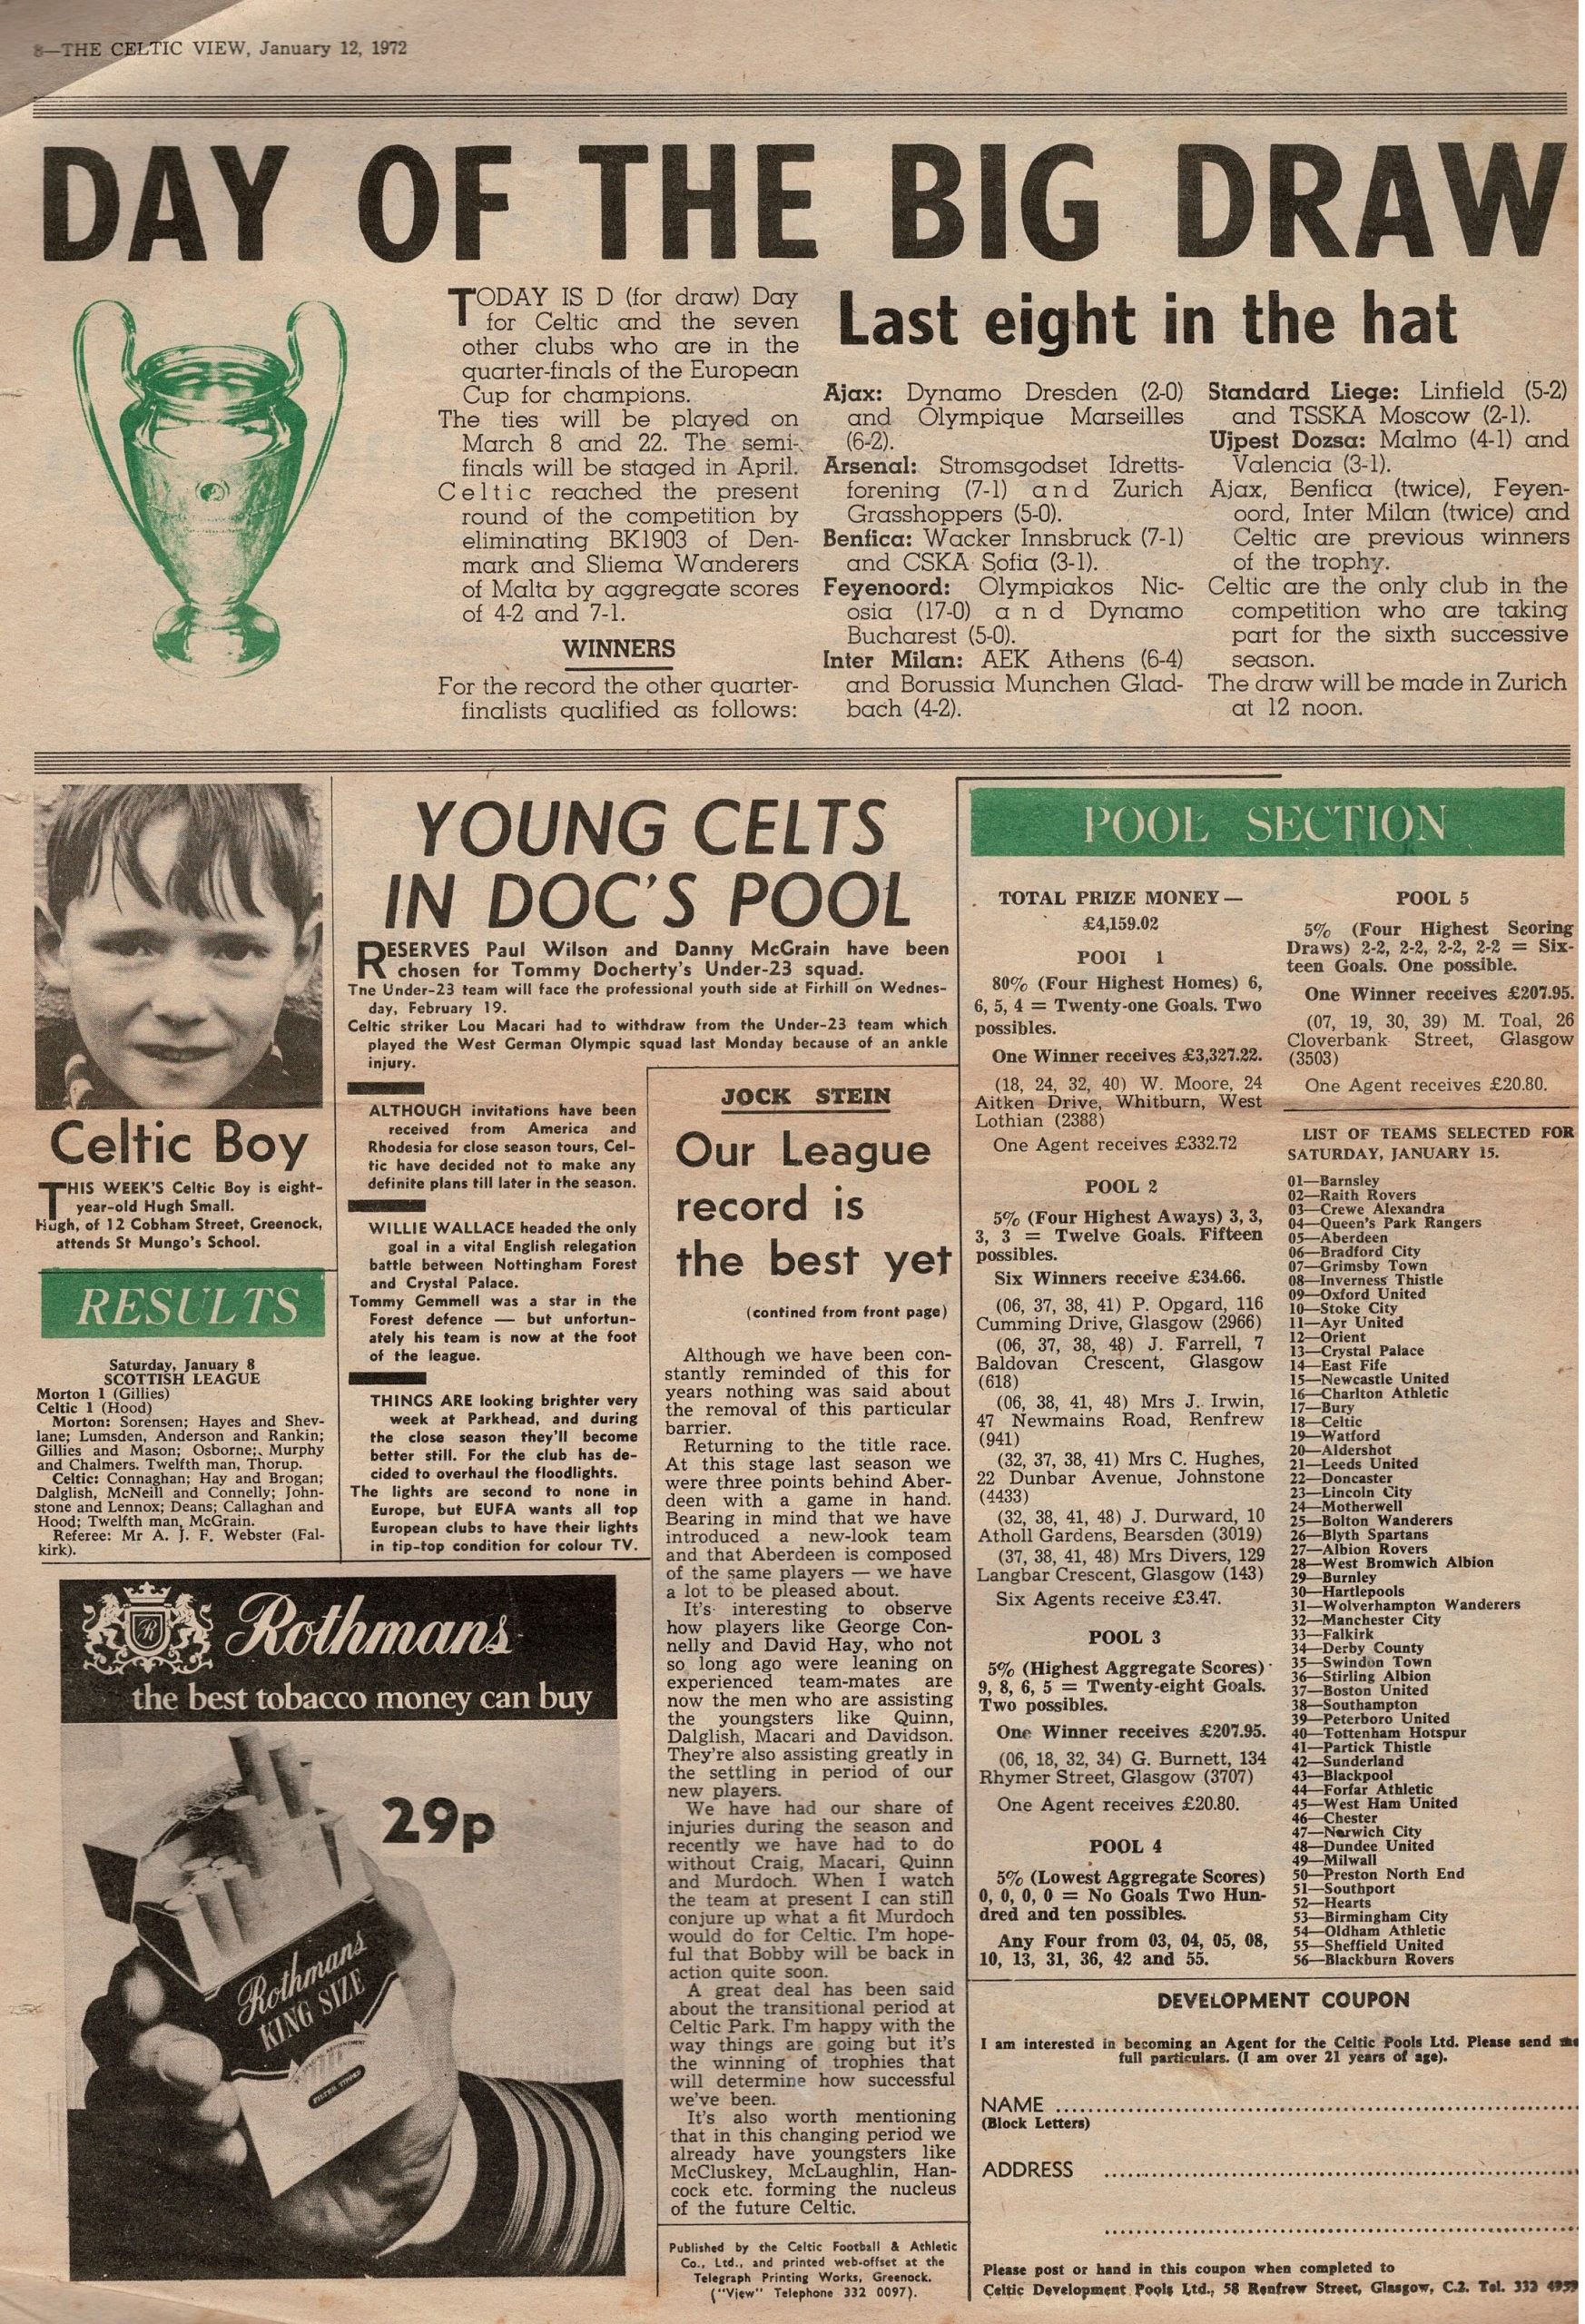 8—THE CELTIC VIEW, January 12, 1972
DAY OF THE BIG DRAW
TODAY IS D (for draw) Day
for Celtic and the seven
other clubs who are in the
quarter-finals of the European
Cup for champions.
The ties will be played on
March 8 and 22. The semi-
finals will be staged in April.
Celtic reached the present
round of the competition by
eliminating BK1903 of Den-
mark and Sliema Wanderers
of Malta by aggregate scores
of 4-2 and 7-1.
WINNERS
For the record the other quarter-
finalists qualified as follows:
Last eight in the hat
Ajax: Dynamo Dresden (2-0)
and Olympique Marseilles
(6-2).
Arsenal: Stromsgodset Idretts-
forening (7-1) and Zurich
Grasshoppers (5-0).
Benfica: Wacker Innsbruck (7-1)
and CSKA Sofia (3-1).
Feyenoord: Olympiakos Nic-
osia (17-0) and Dynamo
Bucharest (5-0).
Inter Milan: AEK Athens (6-4)
and Borussia Munchen Glad-
bach (4-2).
Standard Liege: Linfield (5-2)
and TSSKA Moscow (2-1).
Ujpest Dozsa: Malmo (4-1) and
Valencia (3-1).
Ajax, Benfica (twice), Feyen-
oord, Inter Milan (twice) and
Celtic are previous winners
of the trophy.
Celtic are the only club in the
competition who are taking
part for the sixth successive
season.
The draw will be made in Zurich
at 12 noon.
Celtic Boy
THIS WEEK'S Celtic Boy is eight-
year-old Hugh Small.
Hugh, of 12 Cobham Street, Greenock,
attends St Mungo's School.
RESULTS
Saturday, January 8
SCOTTISH LEAGUE
Morton 1 (Gillies)
Celtic 1 (Hood)
Morton: Sorensen; Hayes and Shev-
lane; Lumsden, Anderson and Rankin;
Gillies and Mason; Osborne; Murphy
and Chalmers. Twelfth man, Thorup.
Celtic: Connaghan; Hay and Brogan;
Dalglish, McNeill and Connelly; John-
stone and Lennox; Deans; Callaghan and
Hood; Twelfth man, McGrain.
Referee: Mr A. J. F. Webster (Fal-
kirk).
YOUNG CELTS
IN DOC'S POOL
RESERVES Paul Wilson and Danny McGrain have been
chosen for Tommy Docherty's Under-23 squad.
Tne Under-23 team will face the professional youth side at Firhill on Wednes-
day, February 19.
Celtic striker Lou Macari had to withdraw from the Under-23 team which
played the West German Olympic squad last Monday because of an ankle
injury.
ALTHOUGH invitations have been
received from America and
Rhodesia for close season tours, Cel-
tic have decided not to make any
definite plans till later in the season.
WILLIE WALLACE headed the only
goal in a vital English relegation
battle between Nottingham Forest
and Crystal Palace.
Tommy Gemmell was a star in the
Forest defence — but unfortun-
ately his team is now at the foot
of the league.
THINGS ARE looking brighter very
week at Parkhead, and during
the close season they'll become
better still. For the club has de-
cided to overhaul the floodlights.
The lights are second to none in
Europe, but EUFA wants all top
European clubs to have their lights
in tip-top condition for colour TV.
JOCK STEIN
Our League
record is
the best yet
(contined from front page)
Although we have been con-
stantly reminded of this for
years nothing was said about
the removal of this particular
barrier.
Returning to the title race.
At this stage last season we
were three points behind Aber-
deen with a game in hand.
Bearing in mind that we have
introduced a new-look team
and that Aberdeen is composed
of the same players — we have
a lot to be pleased about.
It's interesting to observe
how players like George Con-
nelly and David Hay, who not
so long ago were leaning on
experienced team-mates are
now the men who are assisting
the youngsters like Quinn,
Dalglish, Macari and Davidson.
They're also assisting greatly in
the settling in period of our
new players.
We have had our share of
injuries during the season and
recently we have had to do
without Craig, Macari, Quinn
and Murdoch. When I watch
the team at present I can still
conjure up what a fit Murdoch
would do for Celtic. I'm hope-
ful that Bobby will be back in
action quite soon.
A great deal has been said
about the transitional period at
Celtic Park. I'm happy with the
way things are going but it's
the winning of trophies that
will determine how successful
we've been.
It's also worth mentioning
that in this changing period we
already have youngsters like
McCluskey, McLaughlin, Han-
cock etc. forming the nucleus
of the future Celtic.
Published by the Celtic Football & Athletic
Co., Ltd., and printed web-offset at the
Telegraph Printing Works, Greenock.
("View" Telephone 332 0097).
Rothmans
the best tobacco money can buy
29p
Rothmans
KING SIZE
FILTER TIPPED
POOL SECTION
TOTAL PRIZE MONEY —
£4,159.02
POOL 1
80% (Four Highest Homes) 6,
6, 5, 4 = Twenty-one Goals. Two
possibles.
One Winner receives £3,327.22.
(18, 24, 32, 40) W. Moore, 24
Aitken Drive, Whitburn, West
Lothian (2388)
One Agent receives £332.72
POOL 2
5% (Four Highest Aways) 3, 3,
3, 3 = Twelve Goals. Fifteen
possibles.
Six Winners receive £34.66.
(06, 37, 38, 41) P. Opgard, 116
Cumming Drive, Glasgow (2966)
(06, 37, 38, 48) J. Farrell, 7
Baldovan Crescent, Glasgow
(618)
(06, 38, 41, 48) Mrs J. Irwin,
47 Newmains Road, Renfrew
(941)
(32, 37, 38, 41) Mrs C. Hughes,
22 Dunbar Avenue, Johnstone
(4433)
(32, 38, 41, 48) J. Durward, 10
Atholl Gardens, Bearsden (3019)
(37, 38, 41, 48) Mrs Divers, 129
Langbar Crescent, Glasgow (143)
Six Agents receive £3.47.
POOL 3
5% (Highest Aggregate Scores)
9, 8, 6, 5 = Twenty-eight Goals.
Two possibles.
One Winner receives £207.95.
(06, 18, 32, 34) G. Burnett, 134
Rhymer Street, Glasgow (3707)
One Agent receives £20.80.
POOL 4
5% (Lowest Aggregate Scores)
0, 0, 0, 0 = No Goals Two Hun-
dred and ten possibles.
Any Four from 03, 04, 05, 08,
10, 13, 31, 36, 42 and 55.
POOL 5
5% (Four Highest Scoring
Draws) 2-2, 2-2, 2-2, 2-2 = Six-
teen Goals. One possible.
One Winner receives £207.95.
(07, 19, 30, 39) M. Toal, 26
Cloverbank Street, Glasgow
(3503)
One Agent receives £20.80.
LIST OF TEAMS SELECTED FOR
SATURDAY, JANUARY 15.
01—Barnsley
02—Raith Rovers
03—Crewe Alexandra
04—Queen's Park Rangers
05—Aberdeen
06—Bradford City
07—Grimsby Town
08—Inverness Thistle
09—Oxford United
10—Stoke City
11—Ayr United
12—Orient
13—Crystal Palace
14—East Fife
15—Newcastle United
16—Charlton Athletic
17—Bury
18—Celtic
19—Watford
20—Aldershot
21—Leeds United
22—Doncaster
23—Lincoln City
24—Motherwell
25—Bolton Wanderers
26—Blyth Spartans
27—Albion Rovers
28—West Bromwich Albion
29—Burnley
30—Hartlepools
31—Wolverhampton Wanderers
32—Manchester City
33—Falkirk
34—Derby County
35—Swindon Town
36—Stirling Albion
37—Boston United
38—Southampton
39—Peterboro United
40—Tottenham Hotspur
41—Partick Thistle
42—Sunderland
43—Blackpool
44—Forfar Athletic
45—West Ham United
46—Chester
47—Norwich City
48—Dundee United
49—Milwall
50—Preston North End
51—Southport
52—Hearts
53—Birmingham City
54—Oldham Athletic
55—Sheffield United
56—Blackburn Rovers
DEVELOPMENT COUPON
I am interested in becoming an Agent for the Celtic Pools Ltd. Please send me
full particulars. (I am over 21 years of age).
NAME
(Block Letters)
ADDRESS
Please post or hand in this coupon when completed to
Celtic Development Pools Ltd., 58 Renfrew Street, Glasgow, C.2. Tel. 332 4959